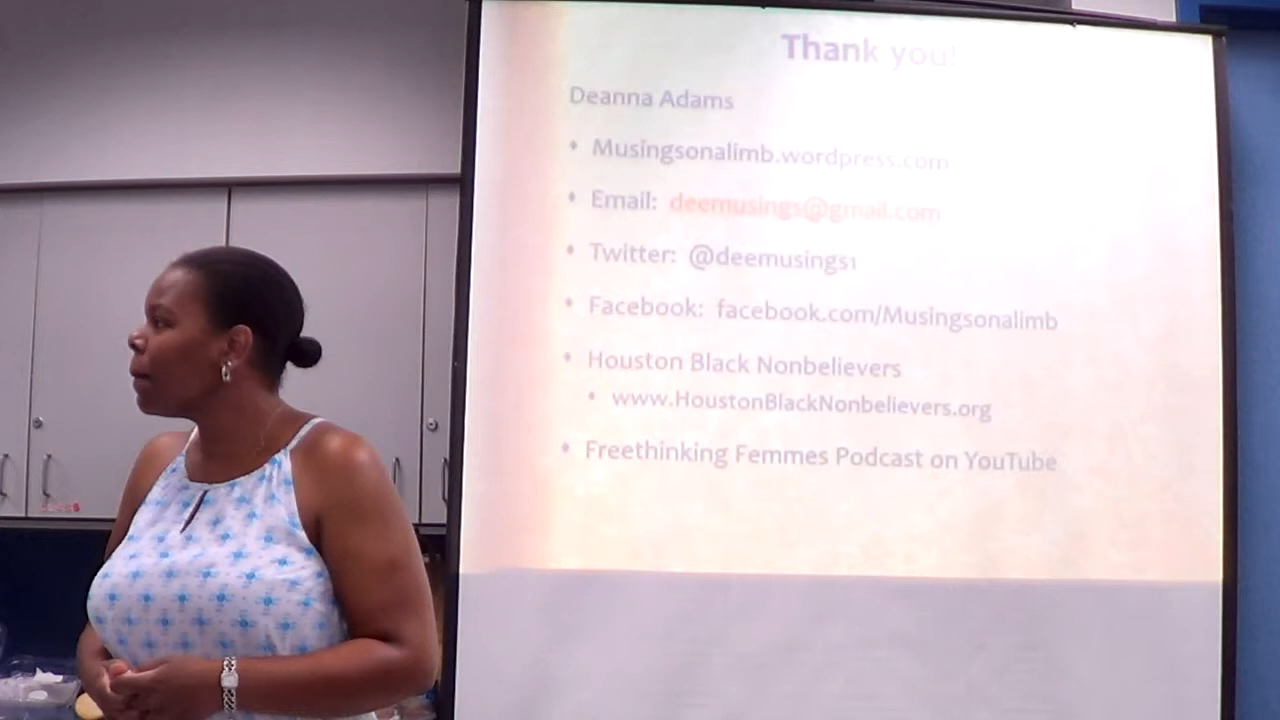 Thank you!
Deanna Adams
• Musingsonalimb.wordpress.com
• Email: deemusings@gmail.com
• Twitter: @deemusings1
• Facebook: facebook.com/Musingsonalimb
• Houston Black Nonbelievers
• www.HoustonBlackNonbelievers.org
• Freethinking Femmes Podcast on YouTube